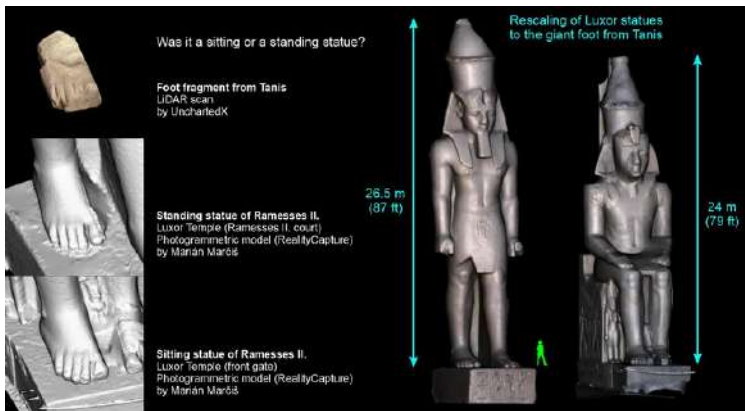 Was it a sitting or a standing statue?
Foot fragment from Tanis
LiDAR scan
by UnchartedX
Standing statue of Ramesses II.
Luxor Temple (Ramesses II. court)
Photogrammetric model (RealityCapture)
by Marián Marčiš
Sitting statue of Ramesses II.
Luxor Temple (front gate)
Photogrammetric model (RealityCapture)
by Marián Marčiš
Rescaling of Luxor statues
to the giant foot from Tanis
26.5 m
(87 ft)
24 m
(79 ft)